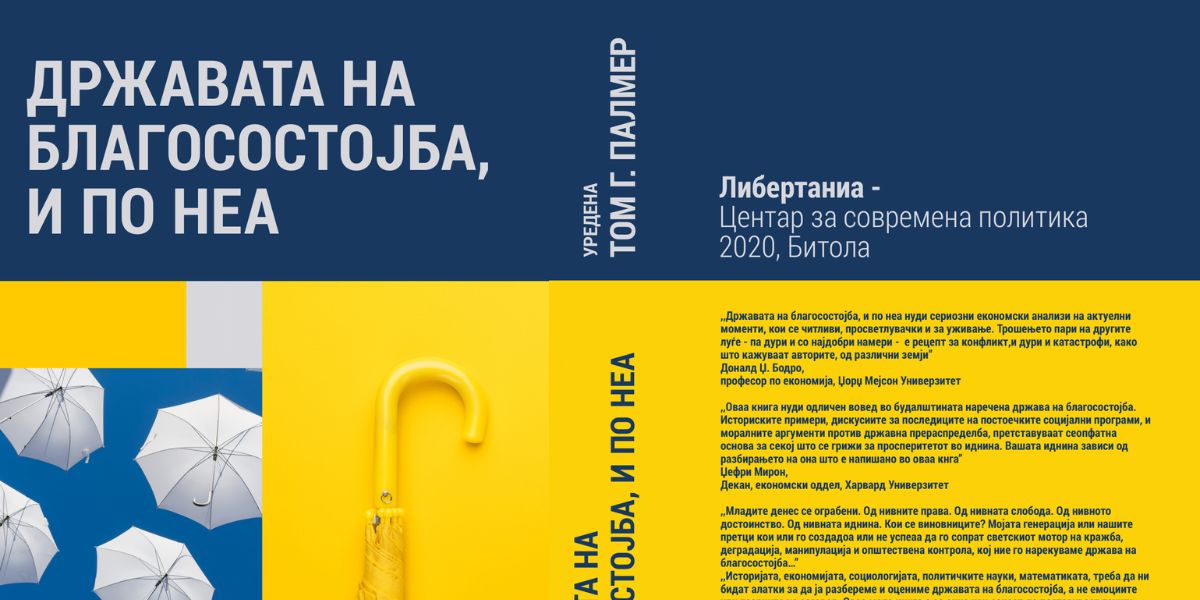 ДРЖАВАТА НА
БЛАГОСОСТОЈБА,
И ПО НЕА
УРЕДЕНА
ТОМ Г. ПАЛМЕР
Либертаниа -
Центар за современа политика
2020, Битола
ТА НА
СТОЈБА, И ПО НЕА
,,Државата на благосостојба, и по неа нуди сериозни економски анализи на актуелни
моменти, кои се читливи, просветлувачки и за уживање. Трошењето пари на другите
луѓе - па дури и со најдобри намери - е рецепт за конфликт,и дури и катастрофи, како
што кажуваат авторите, од различни земји”
Доналд Џ. Бодро,
професор по економија, Џорџ Мејсон Универзитет
,,Оваа книга нуди одличен вовед во будалштината наречена држава на благосостојба.
Историските примери, дискусиите за последиците на постоечките социјални програми, и
моралните аргументи против државна прераспределба, претставуваат сеопфатна
основа за секој што се грижи за просперитетот во иднина. Вашата иднина зависи од
разбирањето на она што е напишано во оваа кнга”
Џефри Мирон,
Декан, економски оддел, Харвард Универзитет
,,Младите денес се ограбени. Од нивните права. Од нивната слобода. Од нивното
достоинство. Од нивната иднина. Кои се виновниците? Мојата генерација или нашите
претци кои или го создадоа или не успеаа да го сопрат светскиот мотор на кражба,
деградација, манипулација и општествена контрола, кој ние го нарекуваме држава на
благосостојба...”
,,Историјата, економијата, социологијата, политичките науки, математиката, треба да ни
бидат алатки за да ја разбереме и оцениме државата на благосостојба, а не емоциите